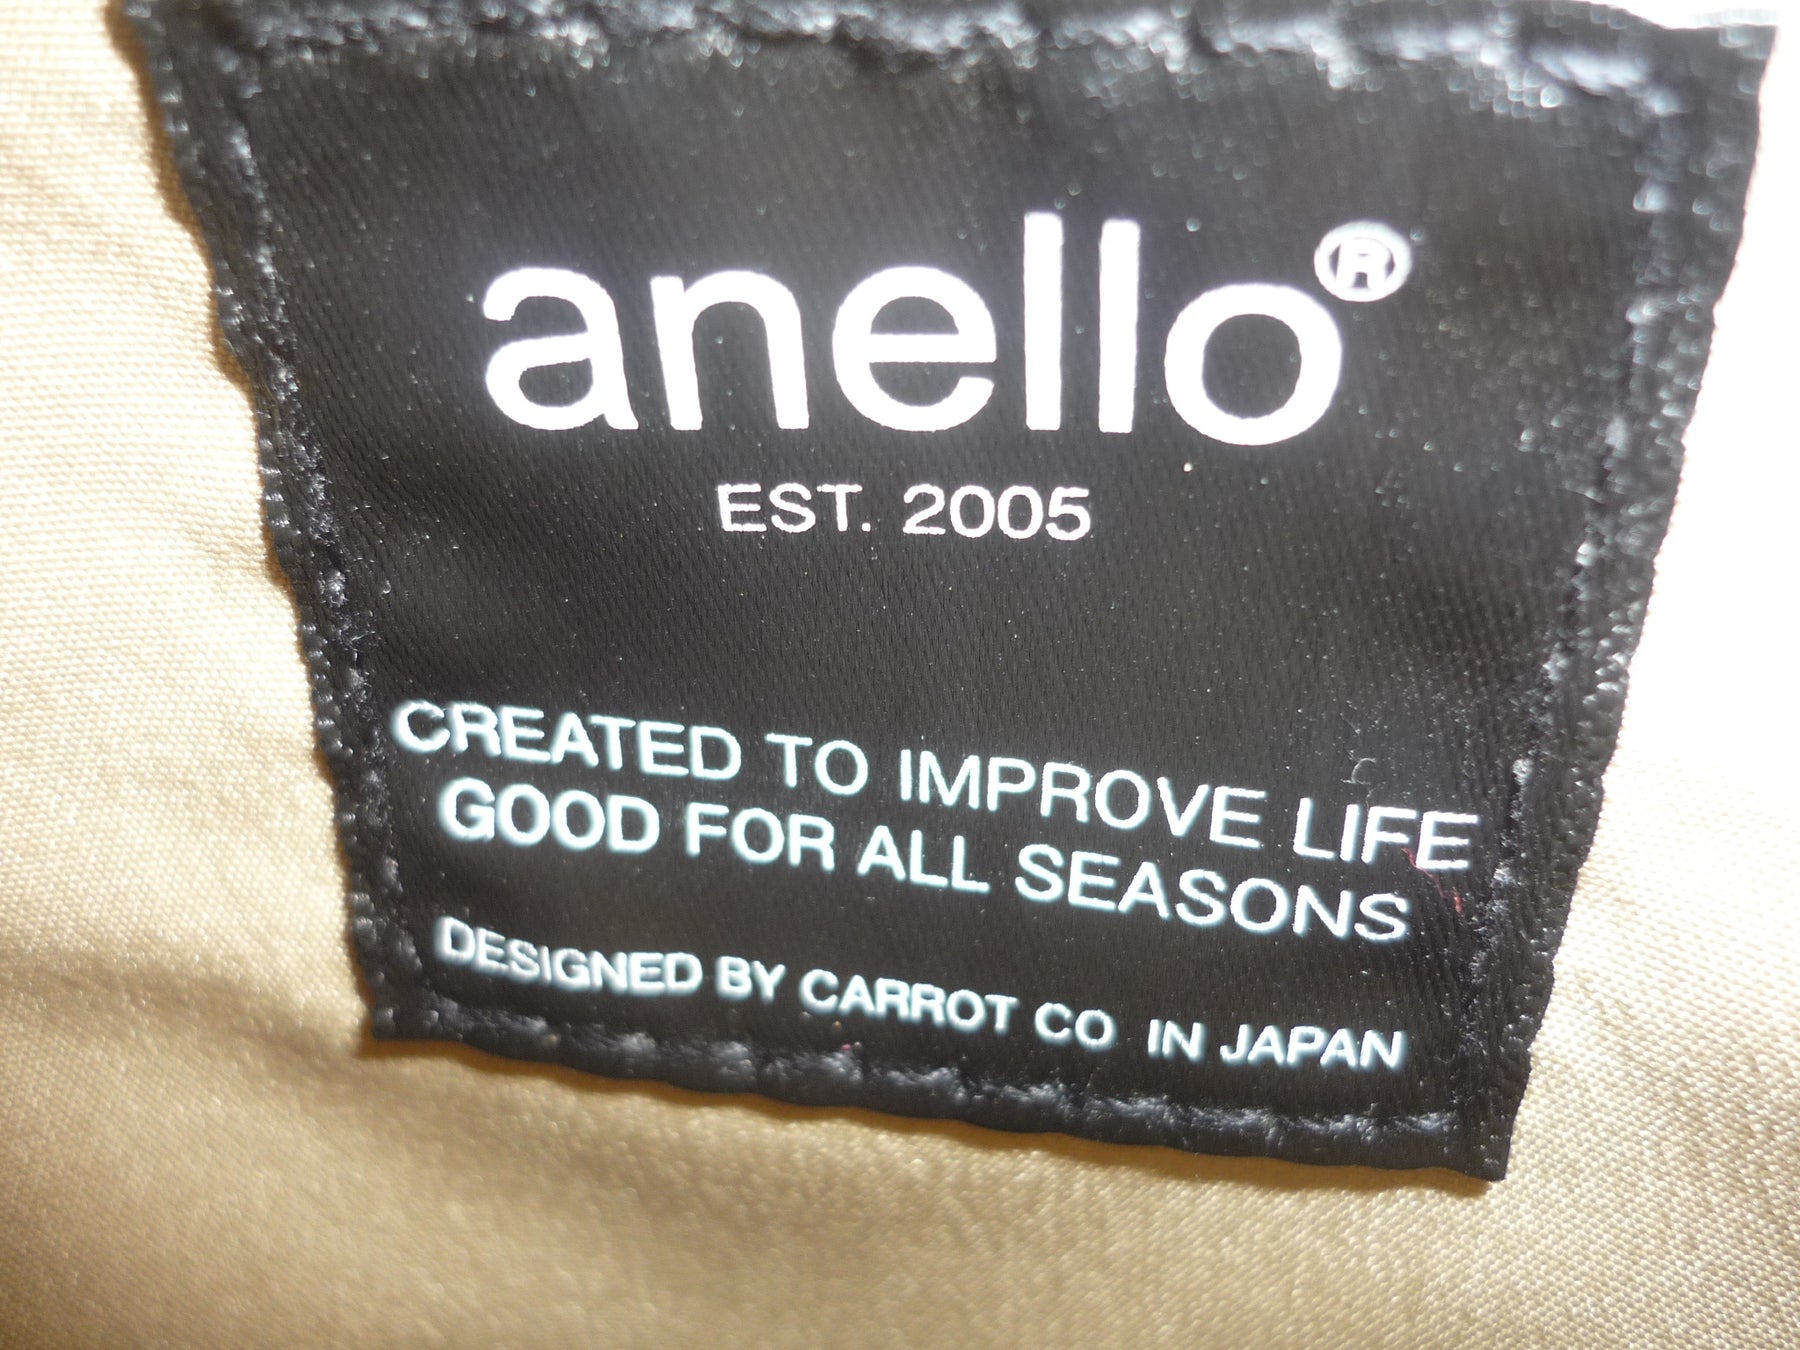 anello®
EST. 2005
CREATED TO IMPROVE LIFE
GOOD FOR ALL SEASONS
DESIGNED BY CARROT CO IN JAPAN